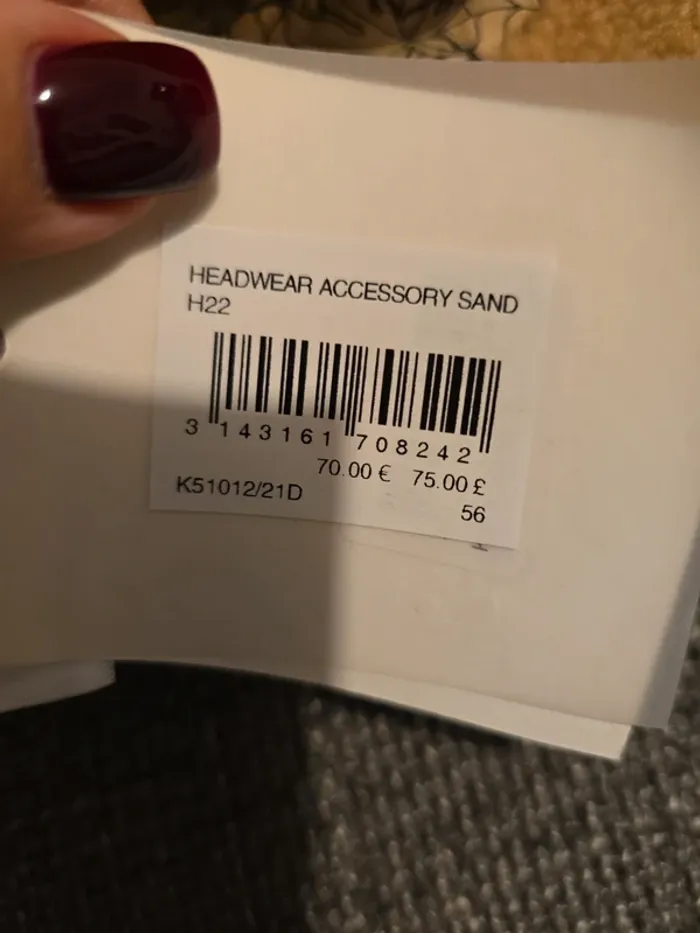 HEADWEAR ACCESSORY SAND
H22
3 143161 708242
70.00 € 75.00 £
K51012/21D
56